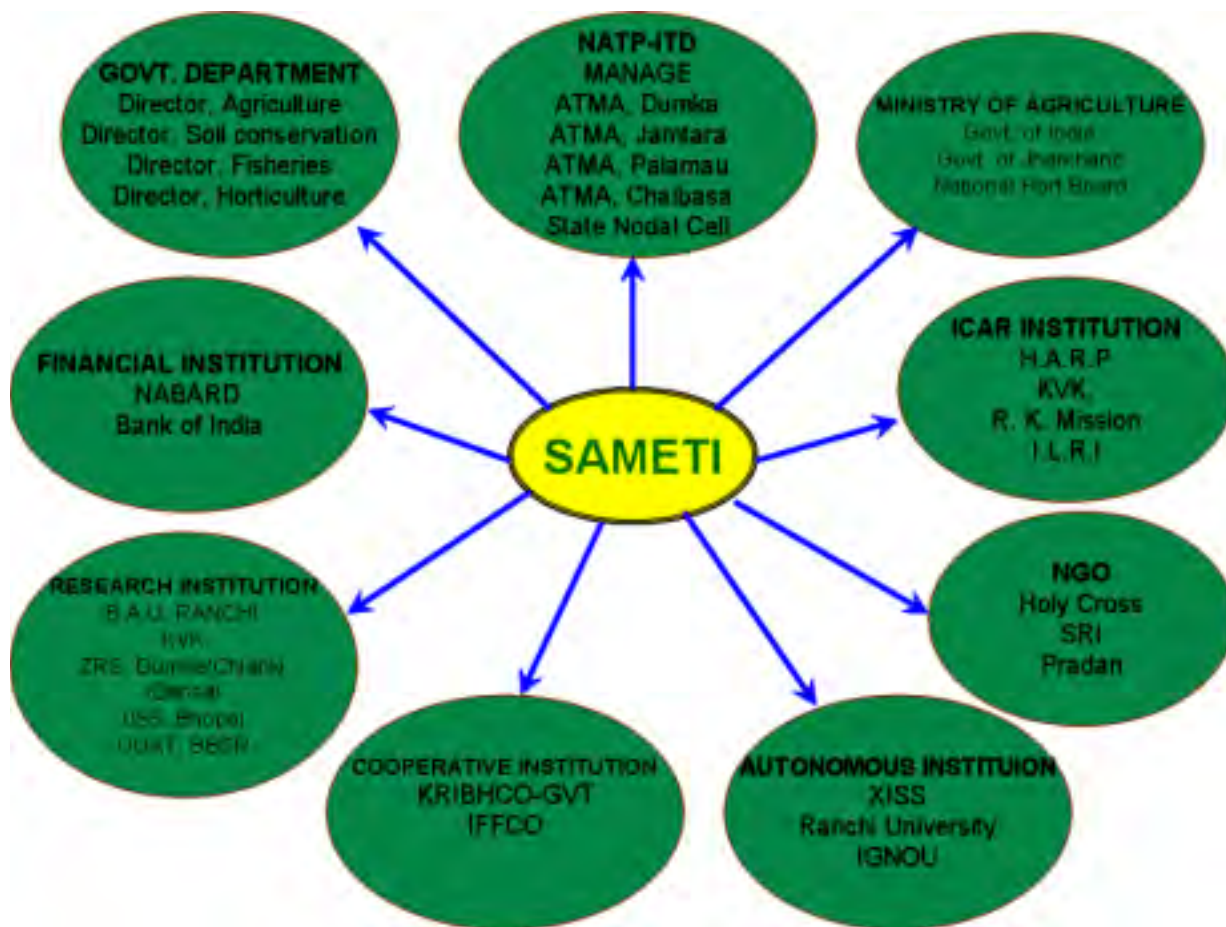 GOVT. DEPARTMENT
Director, Agriculture
Director, Soil conservation
Director, Fisheries
Director, Horticulture
NATP-ITD
MANAGE
ATMA, Dumka
ATMA, Jamtara
ATMA, Palamau
ATMA, Chaibasa
State Nodal Cell
MINISTRY OF AGRICULTURE
Govt. of India
Govt. of Jharkhand
National Hort Board
FINANCIAL INSTITUTION
NABARD
Bank of India
SAMETI
ICAR INSTITUTION
H.A.R.P
KVK,
R. K. Mission
I.L.R.I
RESEARCH INSTITUTION
B.A.U. RANCHI
KVK
ZRS, 
Bhopal
BBSR
NGO
Holy Cross
SRI
Pradan
COOPERATIVE INSTITUTION
KRIBHCO-GVT
IFFCO
AUTONOMOUS INSTITUION
XISS
Ranchi University
IGNOU